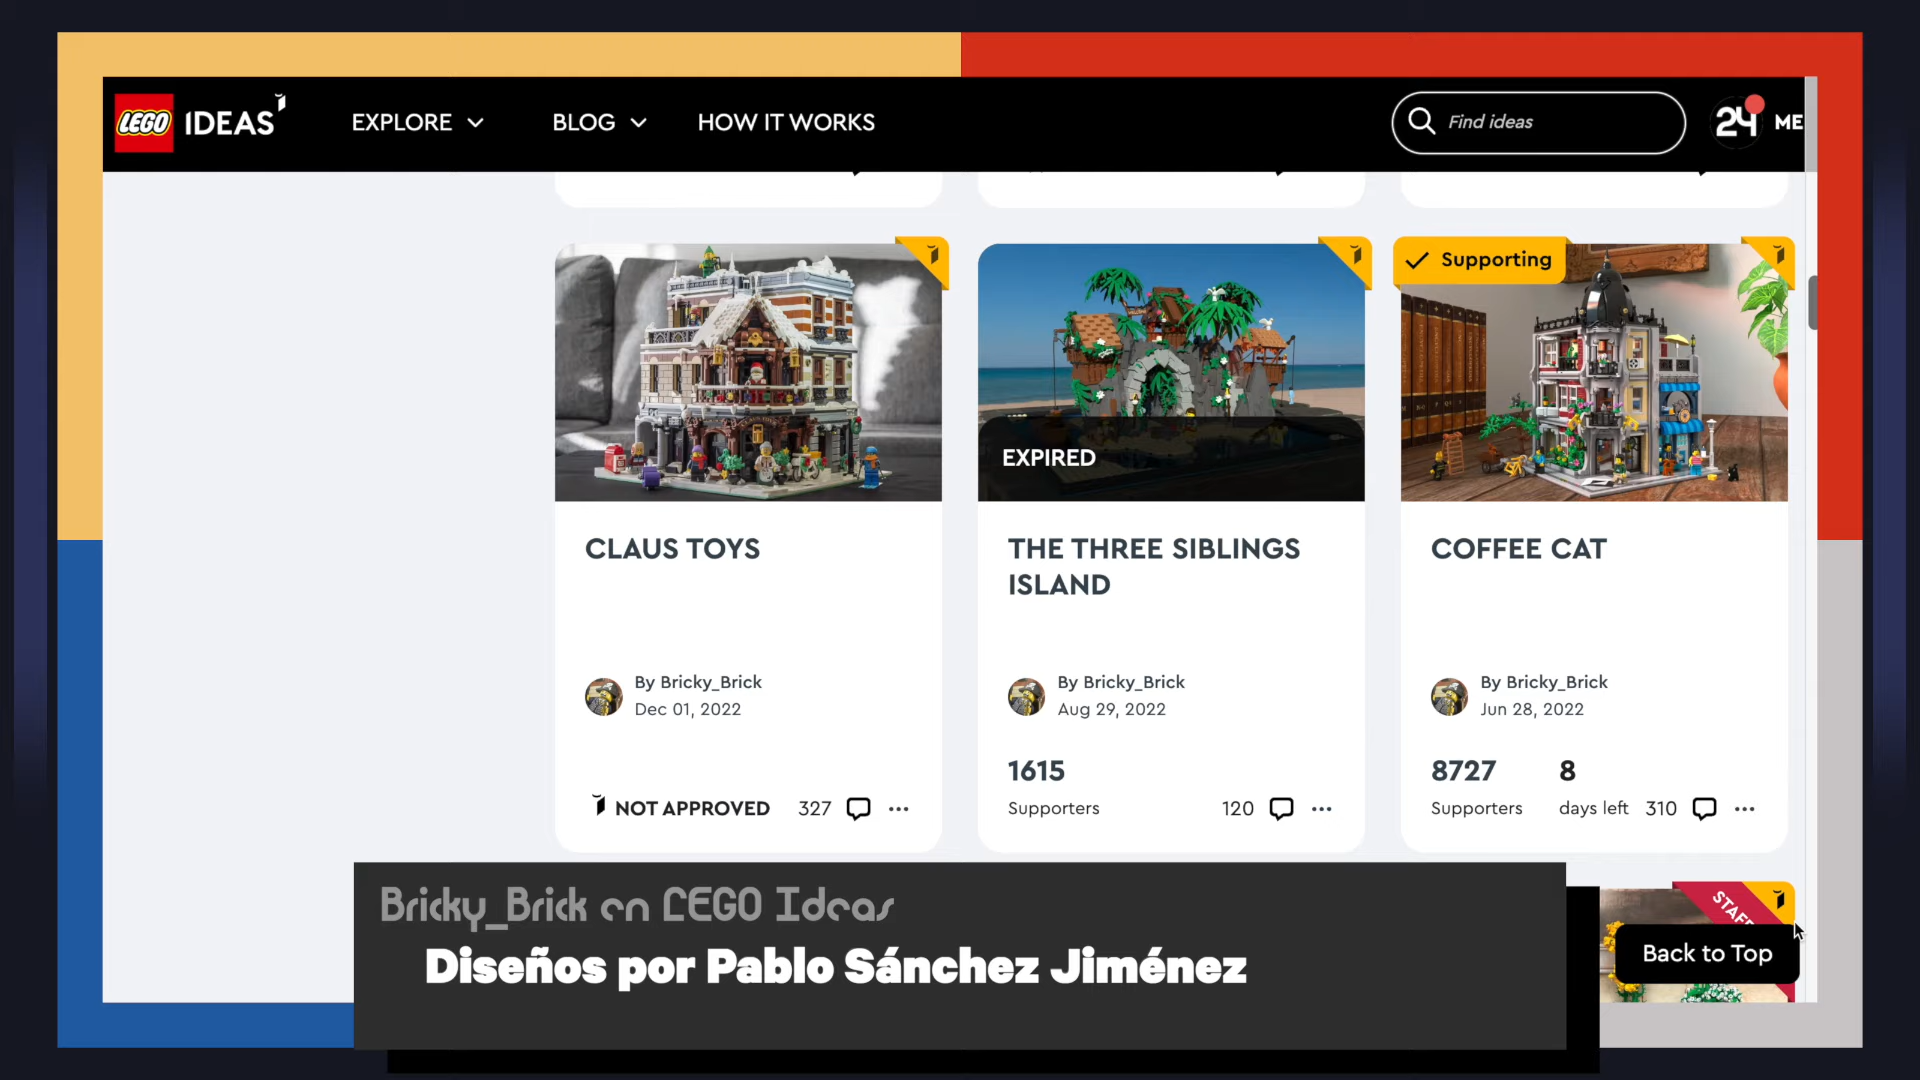 LEGO IDEAS
EXPLORE
BLOG
HOW IT WORKS
Find ideas
24
ME
Supporting
EXPIRED
CLAUS TOYS
THE THREE SIBLINGS
ISLAND
COFFEE CAT
By Bricky_Brick
Dec 01, 2022
By Bricky_Brick
Aug 29, 2022
By Bricky_Brick
Jun 28, 2022
1615
Supporters
8727
Supporters
8
days left
NOT APPROVED
327
120
310
Bricky_Brick en LEGO Ideas
Diseños por Pablo Sánchez Jiménez
STAFF
Back to Top